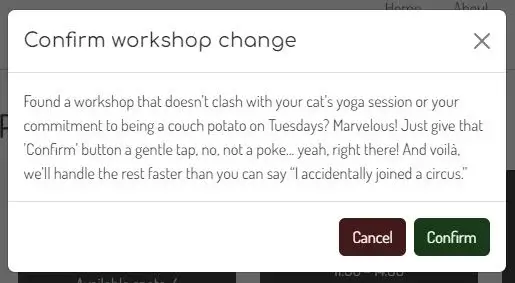 Home About
Confirm workshop change
Found a workshop that doesn't clash with your cat's yoga session or your
commitment to being a couch potato on Tuesdays? Marvelous! Just give that
'Confirm' button a gentle tap, no, not a poke... yeah, right there! And voilà,
we'll handle the rest faster than you can say “I accidentally joined a circus.”
Cancel Confirm